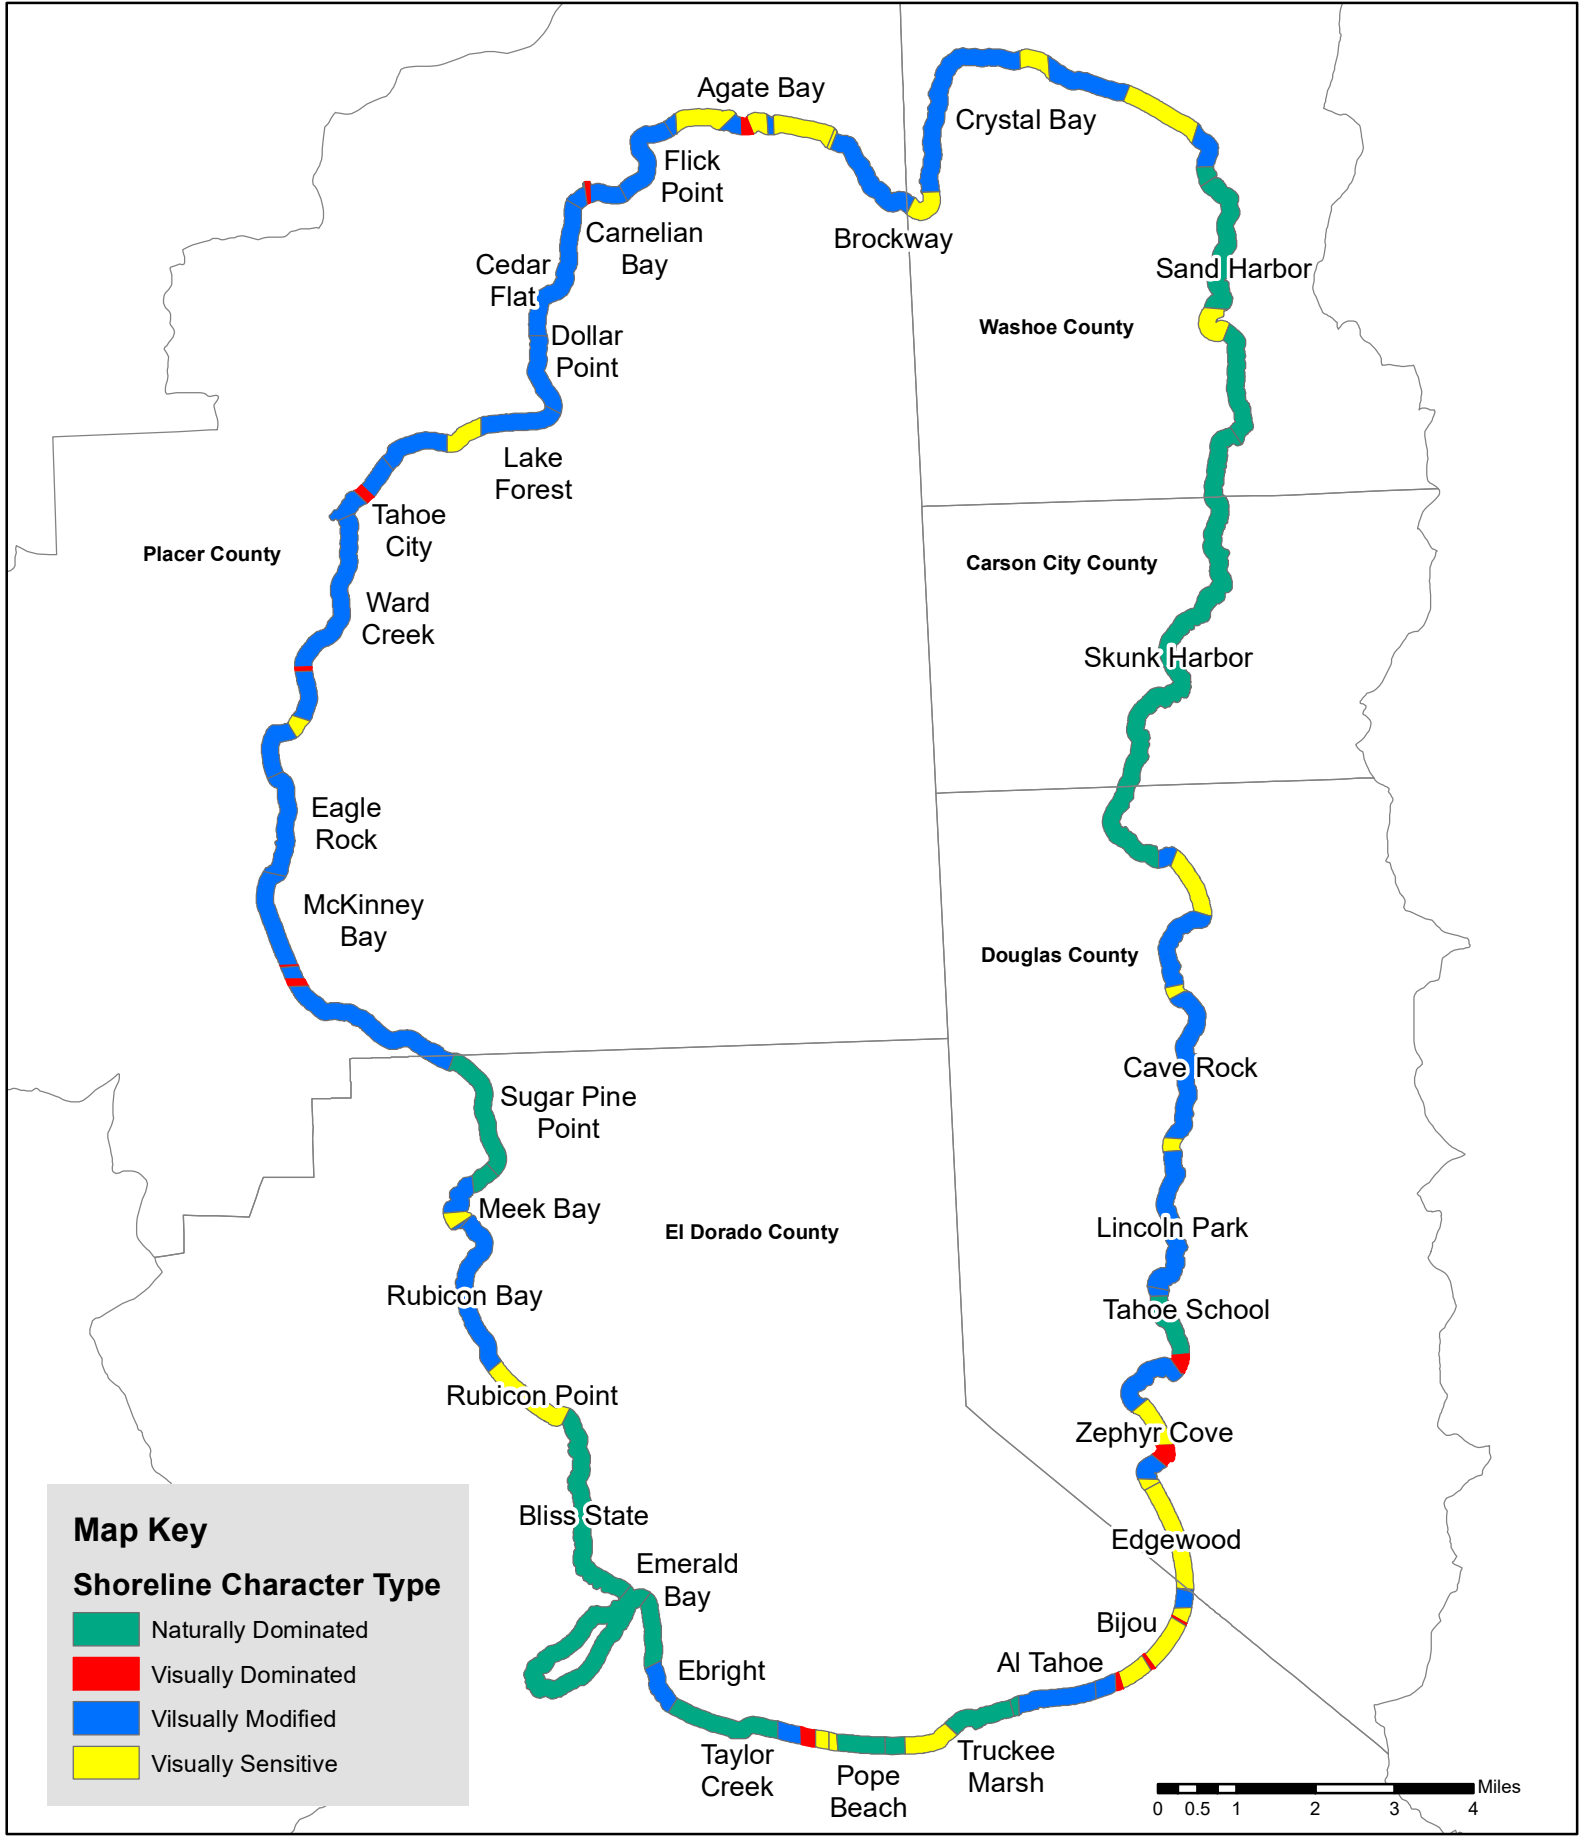 Agate Bay
Crystal Bay
Flick
Point
Carnelian
Bay
Brockway
Cedar
Flat
Sand Harbor
Washoe County
Dollar
Point
Lake
Forest
Tahoe
City
Placer County
Carson City County
Ward
Creek
Skunk Harbor
Eagle
Rock
McKinney
Bay
Douglas County
Cave Rock
Sugar Pine
Point
Meek Bay
El Dorado County
Lincoln Park
Rubicon Bay
Tahoe School
Rubicon Point
Zephyr Cove
Bliss State
Edgewood
Emerald
Bay
Bijou
Ebright
Al Tahoe
Taylor
Creek
Pope
Beach
Truckee
Marsh
Map Key
Shoreline Character Type
Naturally Dominated
Visually Dominated
Vilsually Modified
Visually Sensitive
Miles
0 0.5 1 2 3 4